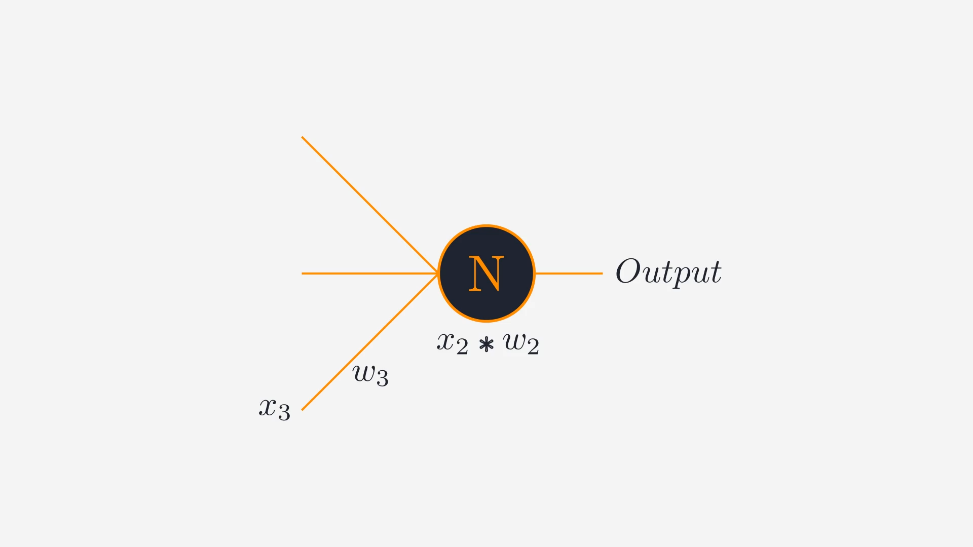 N
Output
x₂ * w₂
w₃
x₃